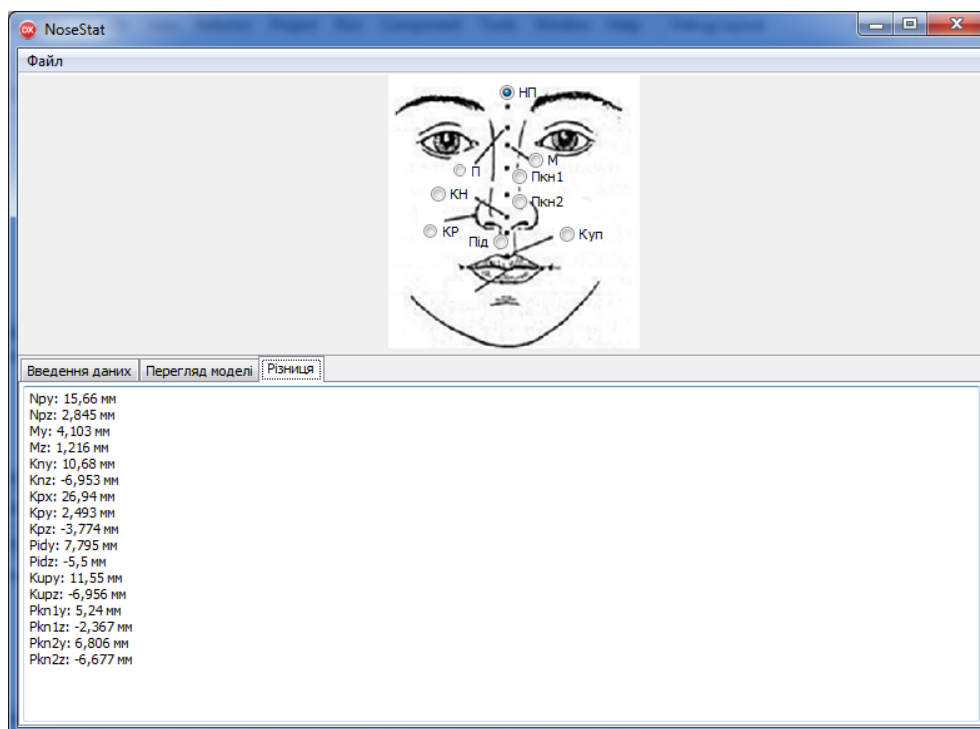 NoseStat
Файл
НП
М
П
Пкн1
КН
Пкн2
КР
Куп
Під
Введення даних Перегляд моделі Різниця
Npy: 15,66 мм
Npz: 2,845 мм
My: 4,103 мм
Mz: 1,216 мм
Kny: 10,68 мм
Knz: -6,953 мм
Kpx: 26,94 мм
Kpy: 2,493 мм
Kpz: -3,774 мм
Pidy: 7,795 мм
Pidz: -5,5 мм
Kupy: 11,55 мм
Kupz: -6,956 мм
Pkn1y: 5,24 мм
Pkn1z: -2,367 мм
Pkn2y: 6,806 мм
Pkn2z: -6,677 мм